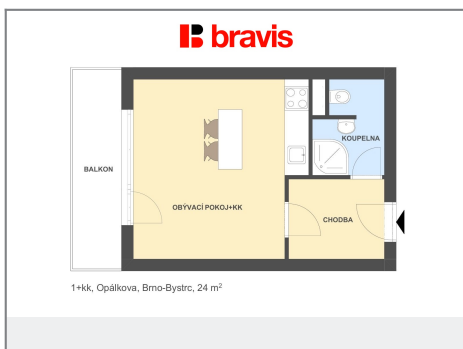 bravis
BALKON
KOUPELNA
OBÝVACÍ POKOJ+KK
CHODBA
1+kk, Opálkova, Brno-Bystrc, 24 m²